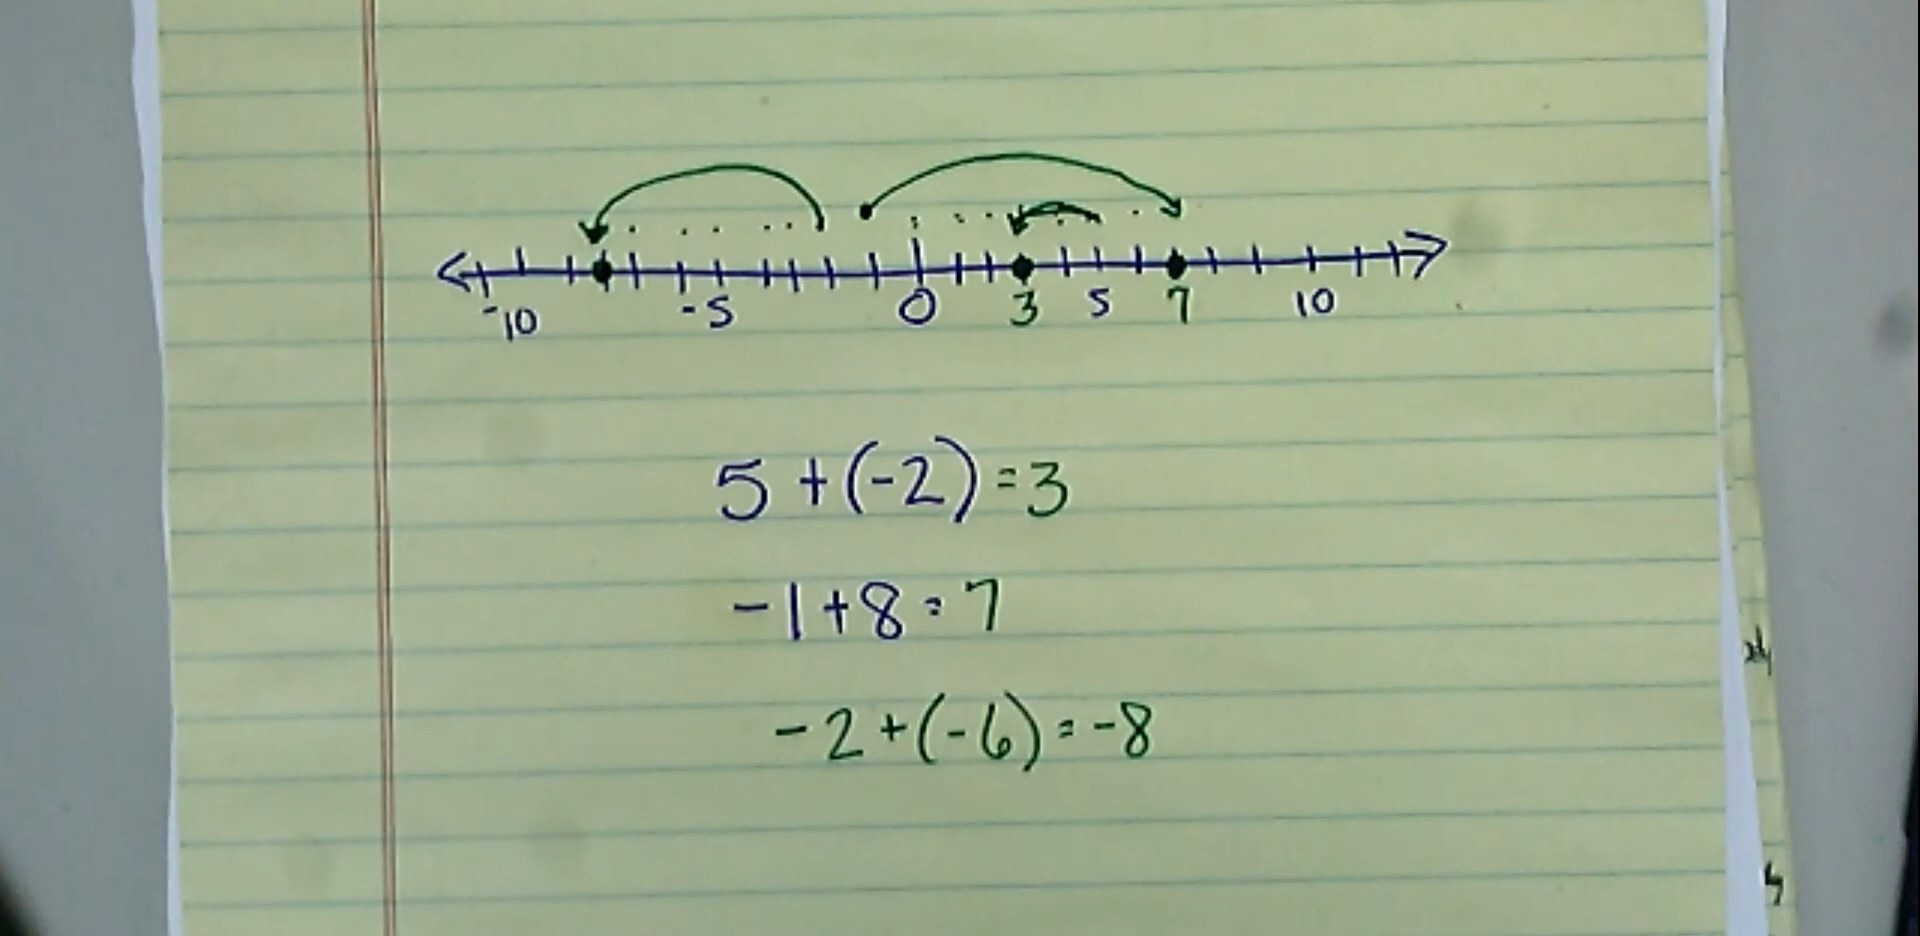 -10 -5 0 3 5 7 10
5 + (-2) = 3
-1 + 8 = 7
-2 + (-6) = -8